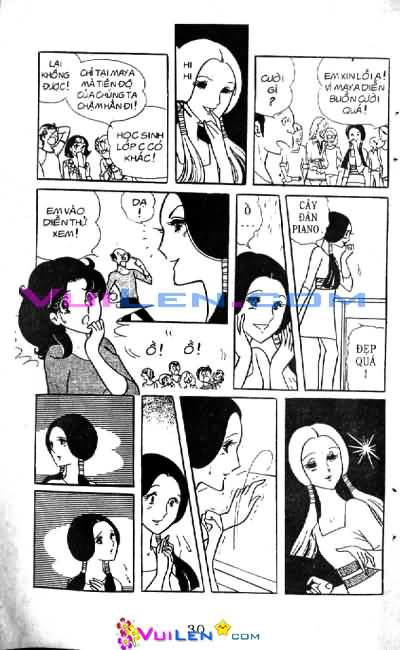 LẠI
KHÔNG
ĐƯỢC!
CHỈ TẠI MAYA
MÀ TIẾN ĐỘ
CỦA CHÚNG TA
CHẬM HẲN ĐI!
HỌC SINH
LỚP C CÓ
KHÁC!
HI
HI
CƯỜI
GÌ
?
EM XIN LỖI Ạ!
VÌ MAYA DIỄN
BUỒN CƯỜI
QUÁ!
EM VÀO
DIỄN THỬ
XEM!
DẠ
!
Ồ! Ồ!
Ồ
...
CÂY
ĐÀN
PIANO.
ĐẸP
QUÁ
!
VUILEN.COM
30
VUILEN.COM